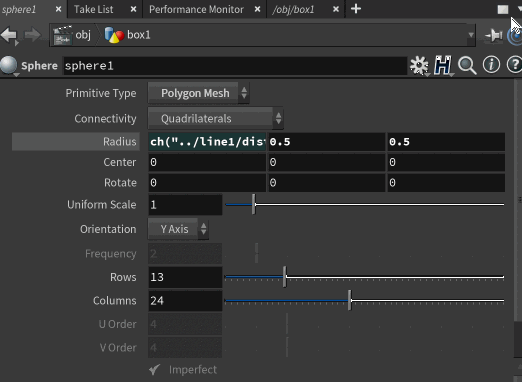 sphere1 × Take List × Performance Monitor × /obj/box1 × +
obj box1
Sphere sphere1 H i ?
Primitive Type Polygon Mesh
Connectivity Quadrilaterals
Radius ch("../line1/dis 0.5 0.5
Center 0 0 0
Rotate 0 0 0
Uniform Scale 1
Orientation Y Axis
Frequency 2
Rows 13
Columns 24
U Order 4
V Order 4
Imperfect